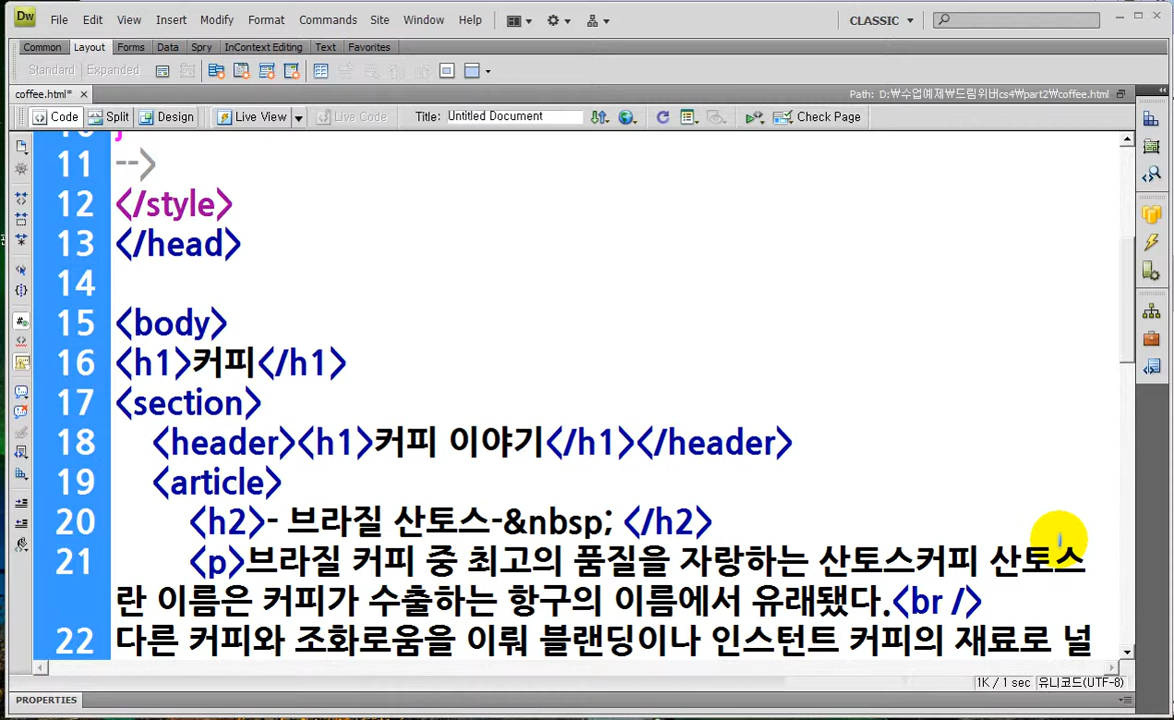 Dw File Edit View Insert Modify Format Commands Site Window Help CLASSIC
Common Layout Forms Data Spry InContext Editing Text Favorites
Standard Expanded
coffee.html* × Path: D:₩수업예제₩드림위버cs4₩part2₩coffee.html
Code Split Design Live View Live Code Title: Untitled Document Check Page
11 -->
12 </style>
13 </head>
14
15 <body>
16 <h1>커피</h1>
17 <section>
18 <header><h1>커피 이야기</h1></header>
19 <article>
20 <h2>- 브라질 산토스-&nbsp; </h2>
21 <p>브라질 커피 중 최고의 품질을 자랑하는 산토스커피 산토스
란 이름은 커피가 수출하는 항구의 이름에서 유래됐다.<br />
22 다른 커피와 조화로움을 이뤄 블랜딩이나 인스턴트 커피의 재료로 널
1K / 1 sec 유니코드(UTF-8)
PROPERTIES